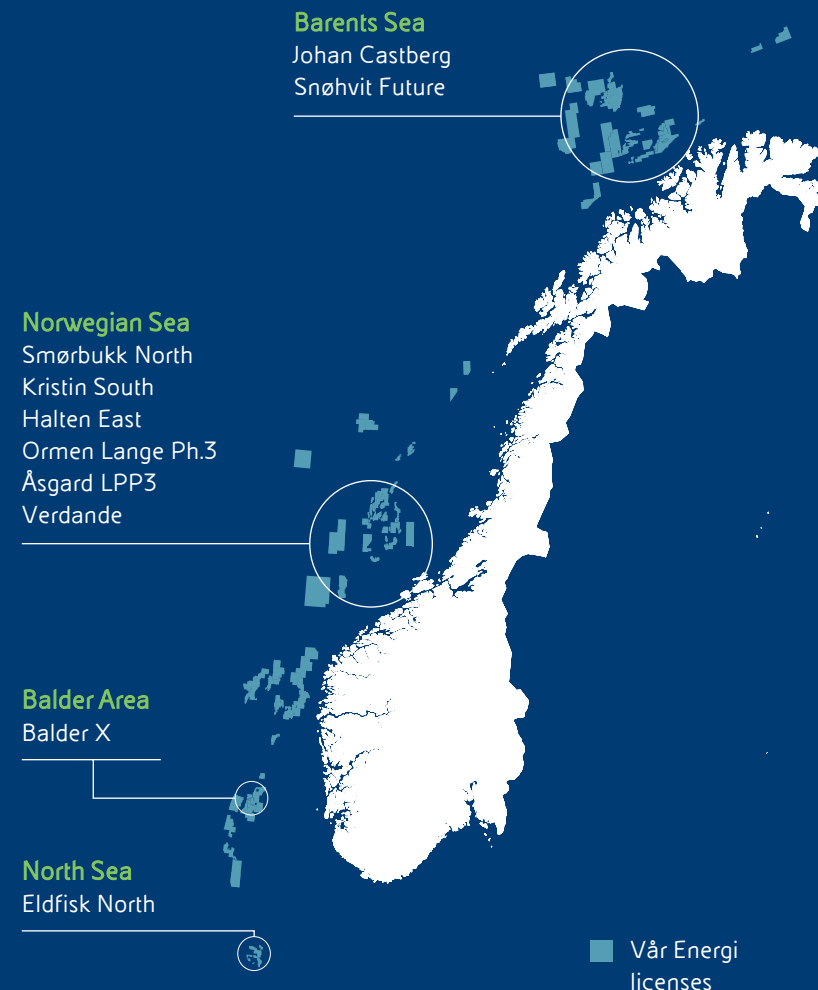 Barents Sea
Johan Castberg
Snøhvit Future
Norwegian Sea
Smørbukk North
Kristin South
Halten East
Ormen Lange Ph.3
Åsgard LPP3
Verdande
Balder Area
Balder X
North Sea
Eldfisk North
Vår Energi
licenses